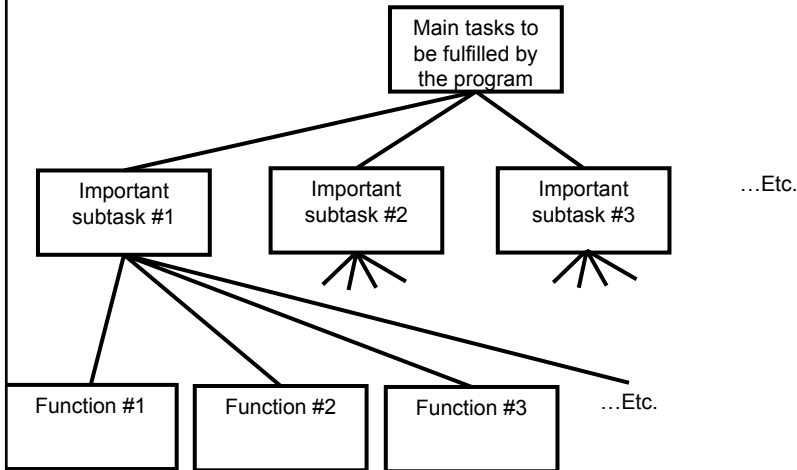 Main tasks to
be fulfilled by
the program
Important
subtask #1
Important
subtask #2
Important
subtask #3
…Etc.
Function #1
Function #2
Function #3
…Etc.